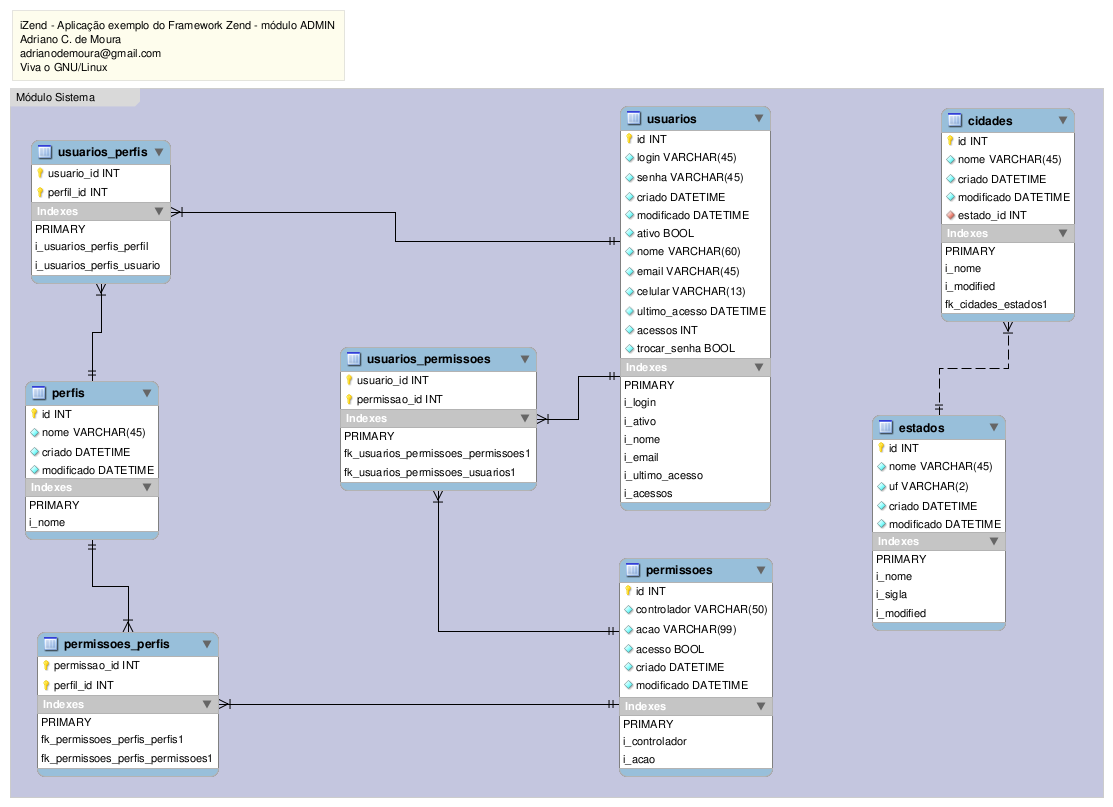 iZend - Aplicação exemplo do Framework Zend - módulo ADMIN
Adriano C. de Moura
adrianodemoura@gmail.com
Viva o GNU/Linux
Módulo Sistema
usuarios_perfis
usuario_id INT
perfil_id INT
Indexes
PRIMARY
i_usuarios_perfis_perfil
i_usuarios_perfis_usuario
perfis
id INT
nome VARCHAR(45)
criado DATETIME
modificado DATETIME
Indexes
PRIMARY
i_nome
permissoes_perfis
permissao_id INT
perfil_id INT
Indexes
PRIMARY
fk_permissoes_perfis_perfis1
fk_permissoes_perfis_permissoes1
usuarios_permissoes
usuario_id INT
permissao_id INT
Indexes
PRIMARY
fk_usuarios_permissoes_permissoes1
fk_usuarios_permissoes_usuarios1
usuarios
id INT
login VARCHAR(45)
senha VARCHAR(45)
criado DATETIME
modificado DATETIME
ativo BOOL
nome VARCHAR(60)
email VARCHAR(45)
celular VARCHAR(13)
ultimo_acesso DATETIME
acessos INT
trocar_senha BOOL
Indexes
PRIMARY
i_login
i_ativo
i_nome
i_email
i_ultimo_acesso
i_acessos
permissoes
id INT
controlador VARCHAR(50)
acao VARCHAR(99)
acesso BOOL
criado DATETIME
modificado DATETIME
Indexes
PRIMARY
i_controlador
i_acao
cidades
id INT
nome VARCHAR(45)
criado DATETIME
modificado DATETIME
estado_id INT
Indexes
PRIMARY
i_nome
i_modified
fk_cidades_estados1
estados
id INT
nome VARCHAR(45)
uf VARCHAR(2)
criado DATETIME
modificado DATETIME
Indexes
PRIMARY
i_nome
i_sigla
i_modified